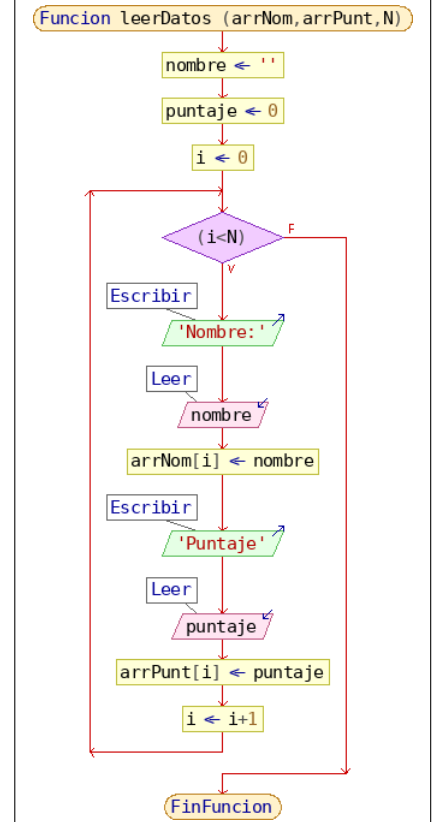 Funcion leerDatos (arrNom,arrPunt,N)
nombre ← ''
puntaje ← 0
i ← 0
(i<N)
F
V
Escribir
'Nombre:'
Leer
nombre
arrNom[i] ← nombre
Escribir
'Puntaje'
Leer
puntaje
arrPunt[i] ← puntaje
i ← i+1
FinFuncion